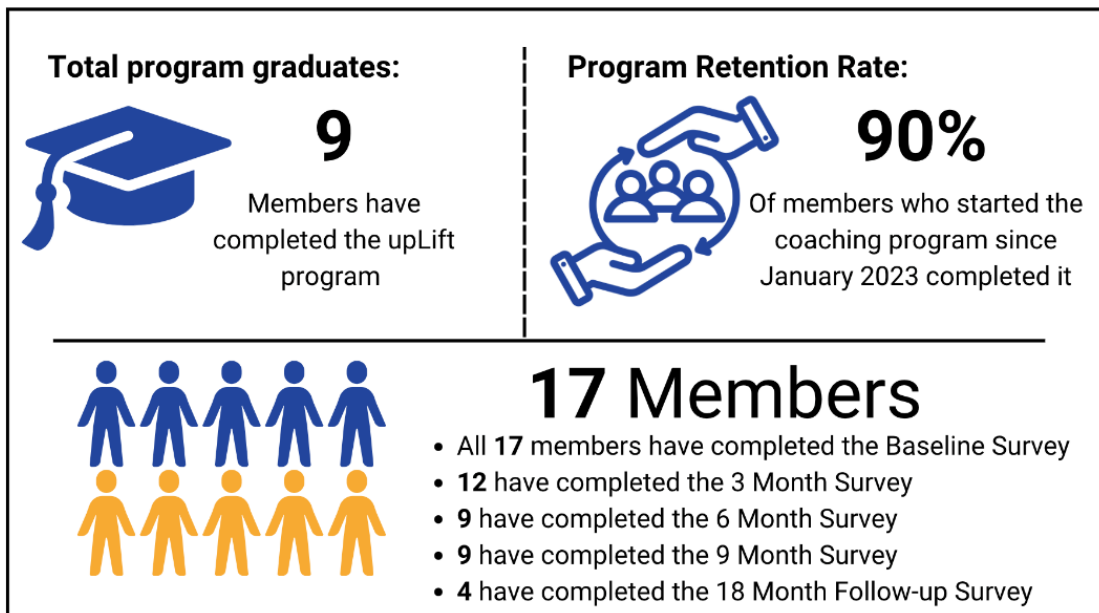 Total program graduates:
9
Members have
completed the upLift
program
Program Retention Rate:
90%
Of members who started the
coaching program since
January 2023 completed it
17 Members
• All 17 members have completed the Baseline Survey
• 12 have completed the 3 Month Survey
• 9 have completed the 6 Month Survey
• 9 have completed the 9 Month Survey
• 4 have completed the 18 Month Follow-up Survey